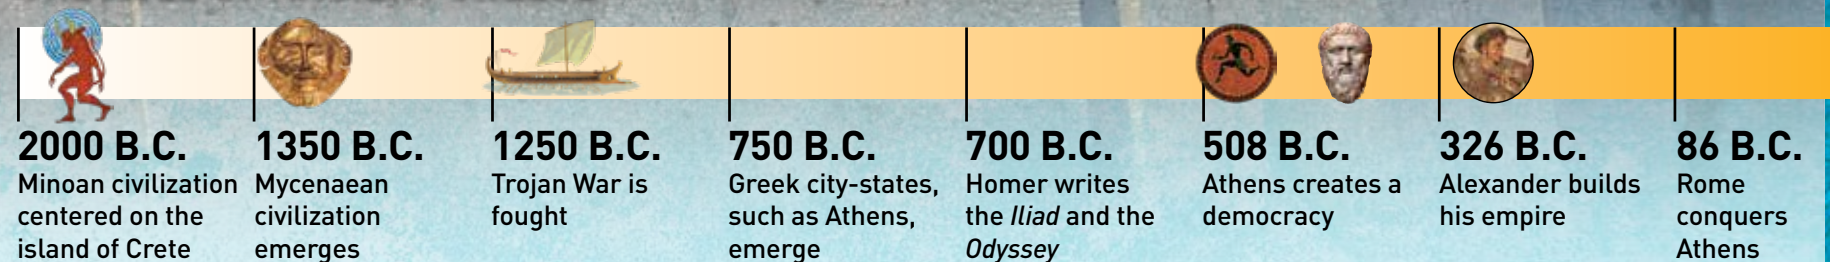 2000 B.C.
Minoan civilization
centered on the
island of Crete
1350 B.C.
Mycenaean
civilization
emerges
1250 B.C.
Trojan War is
fought
750 B.C.
Greek city-states,
such as Athens,
emerge
700 B.C.
Homer writes
the Iliad and the
Odyssey
508 B.C.
Athens creates a
democracy
326 B.C.
Alexander builds
his empire
86 B.C.
Rome
conquers
Athens